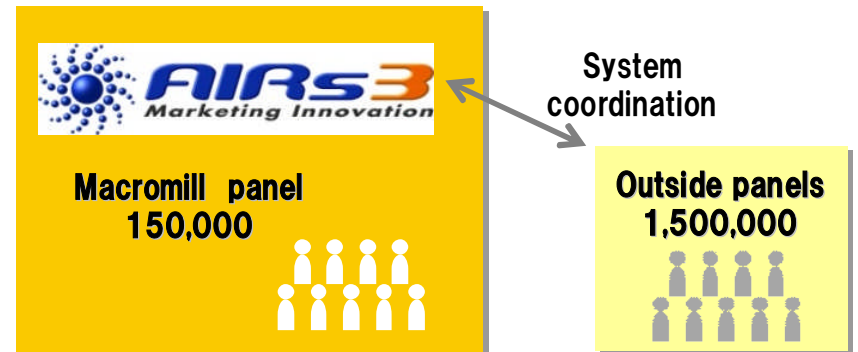 AIRs3
Marketing Innovation
System
coordination
Macromill panel
150,000
Outside panels
1,500,000